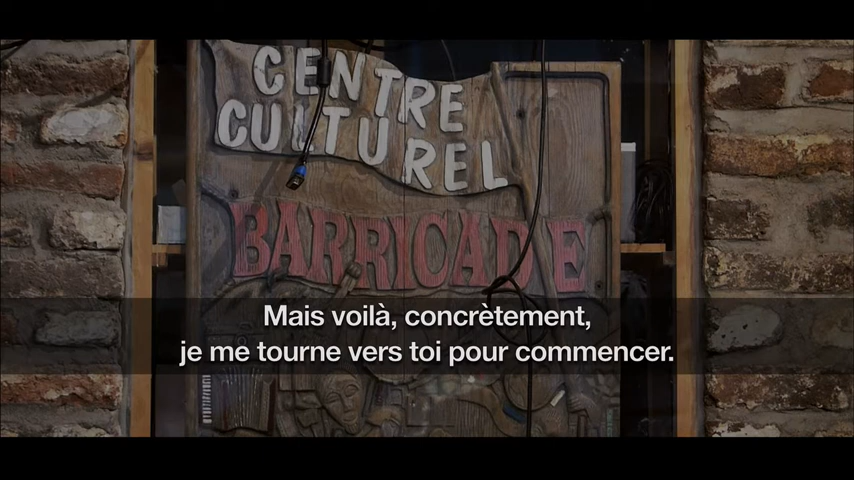 CENTRE
CULTUREL
BARRICADE
Mais voilà, concrètement,
je me tourne vers toi pour commencer.